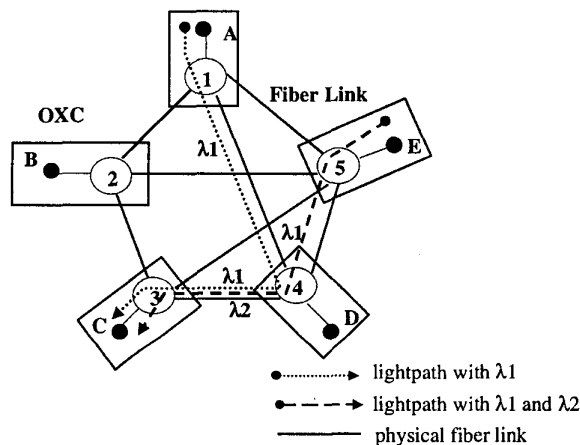 A
1
Fiber Link
OXC
B
2
λ1
5
E
λ1
λ1
4
3
λ2
C
D
lightpath with λ1
lightpath with λ1 and λ2
physical fiber link